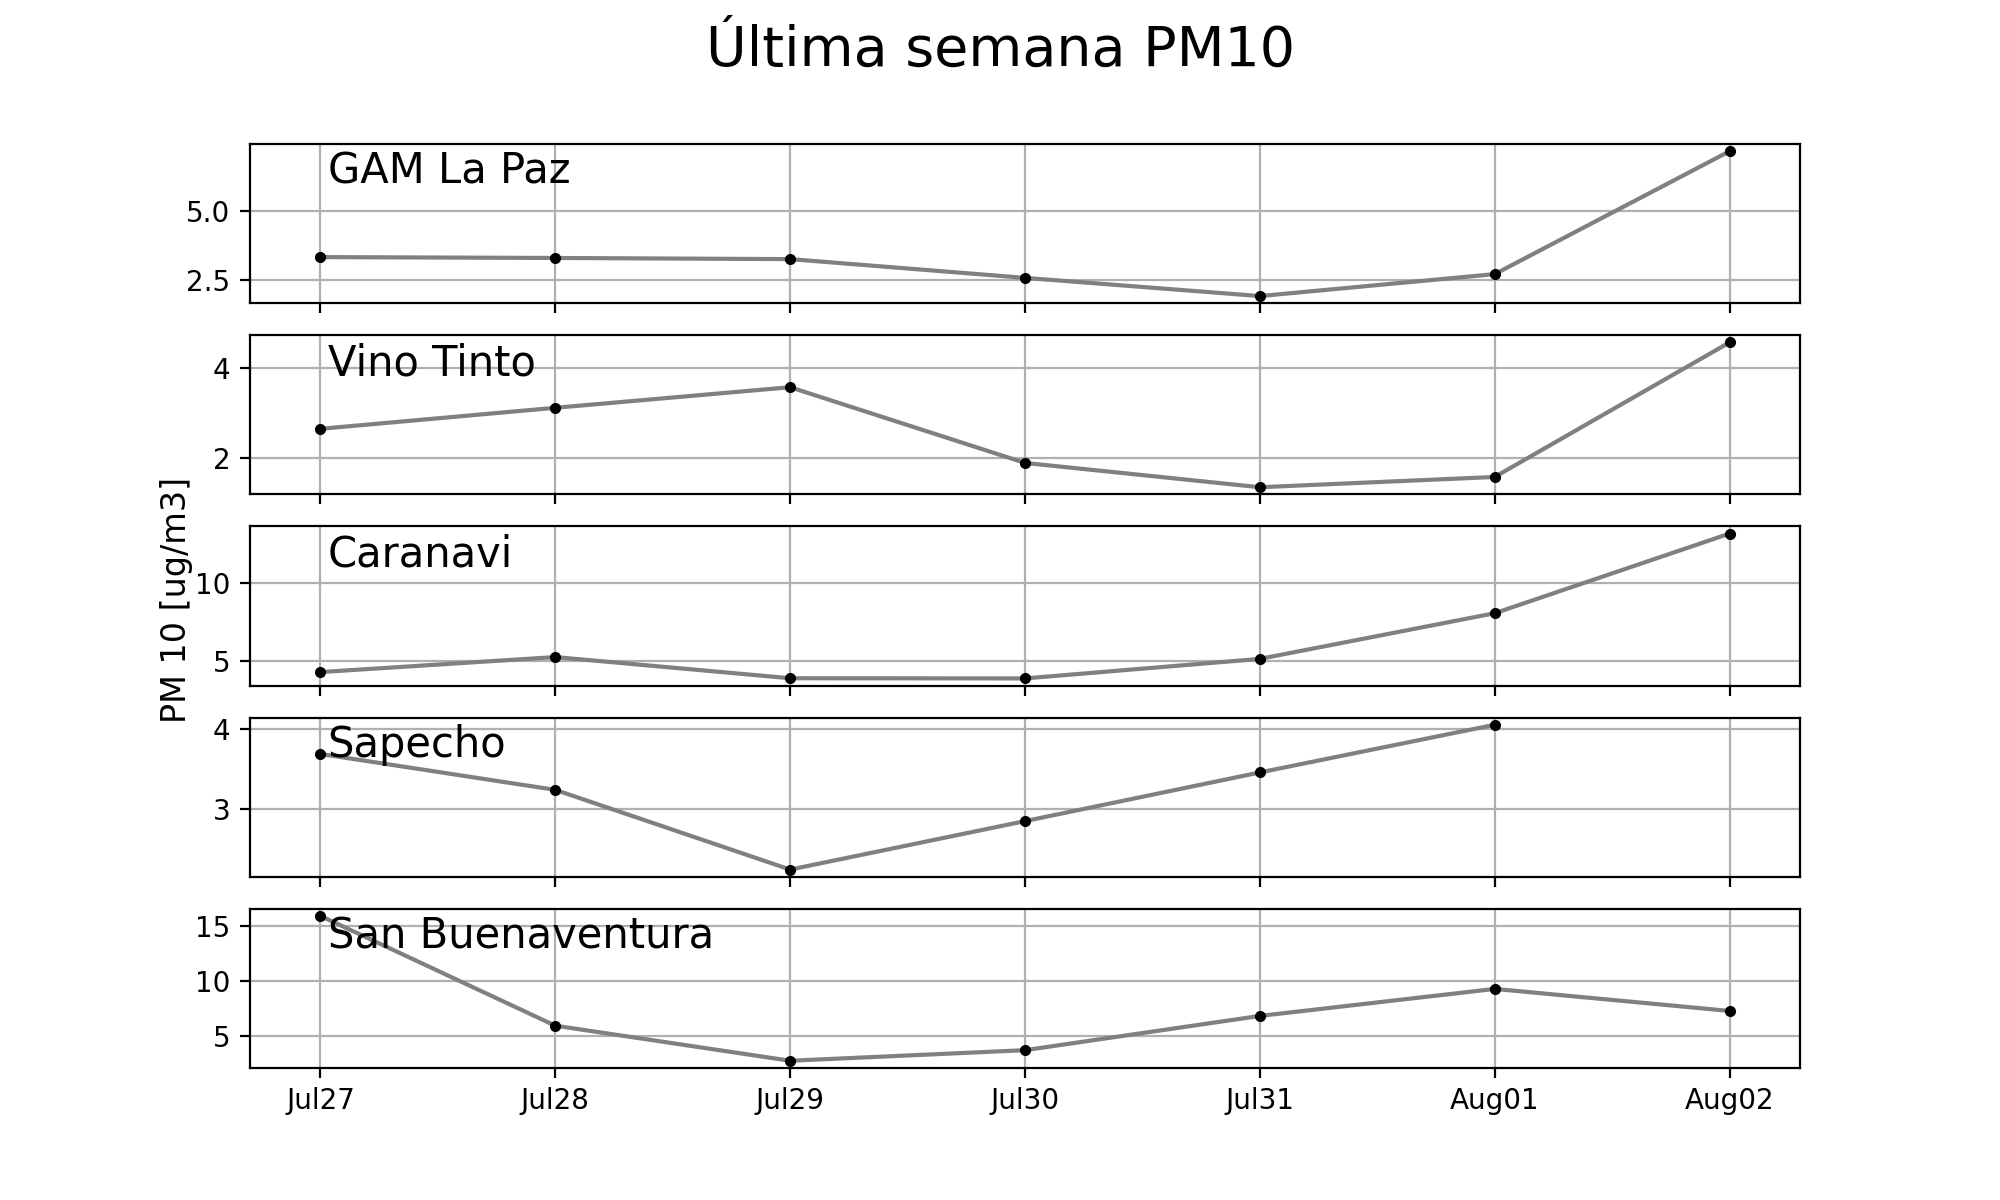 Última semana PM10
GAM La Paz
5.0
2.5
Vino Tinto
4
2
PM 10 [ug/m3]
Caranavi
10
5
Sapecho
4
3
San Buenaventura
15
10
5
Jul27 Jul28 Jul29 Jul30 Jul31 Aug01 Aug02